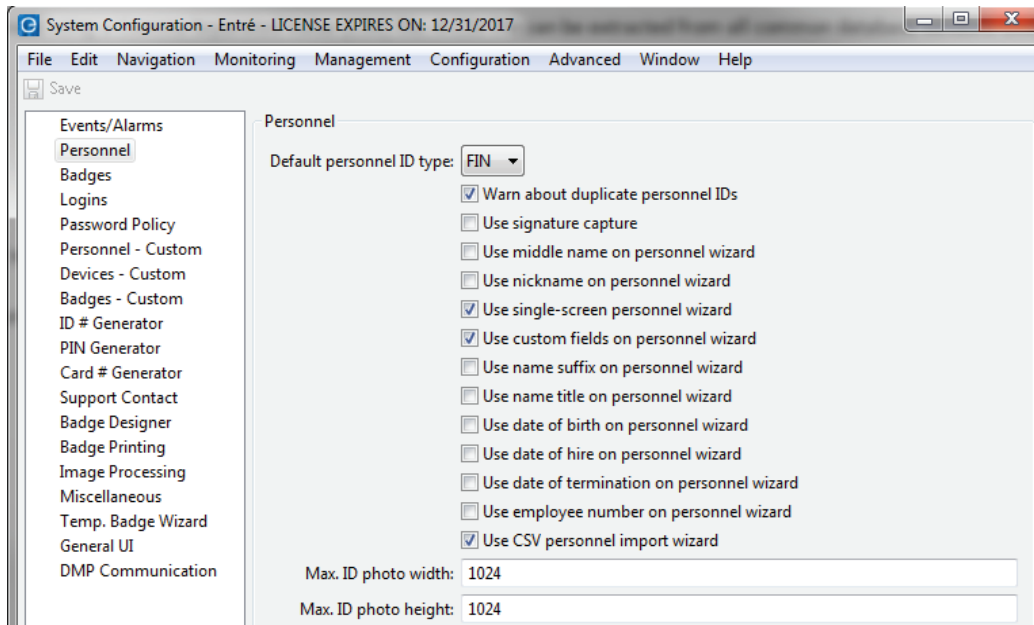 System Configuration - Entré - LICENSE EXPIRES ON: 12/31/2017 can be extracted from all common
File Edit Navigation Monitoring Management Configuration Advanced Window Help
Save
Events/Alarms
Personnel
Badges
Logins
Password Policy
Personnel - Custom
Devices - Custom
Badges - Custom
ID # Generator
PIN Generator
Card # Generator
Support Contact
Badge Designer
Badge Printing
Image Processing
Miscellaneous
Temp. Badge Wizard
General UI
DMP Communication
Personnel
Default personnel ID type: FIN
Warn about duplicate personnel IDs
Use signature capture
Use middle name on personnel wizard
Use nickname on personnel wizard
Use single-screen personnel wizard
Use custom fields on personnel wizard
Use name suffix on personnel wizard
Use name title on personnel wizard
Use date of birth on personnel wizard
Use date of hire on personnel wizard
Use date of termination on personnel wizard
Use employee number on personnel wizard
Use CSV personnel import wizard
Max. ID photo width: 1024
Max. ID photo height: 1024